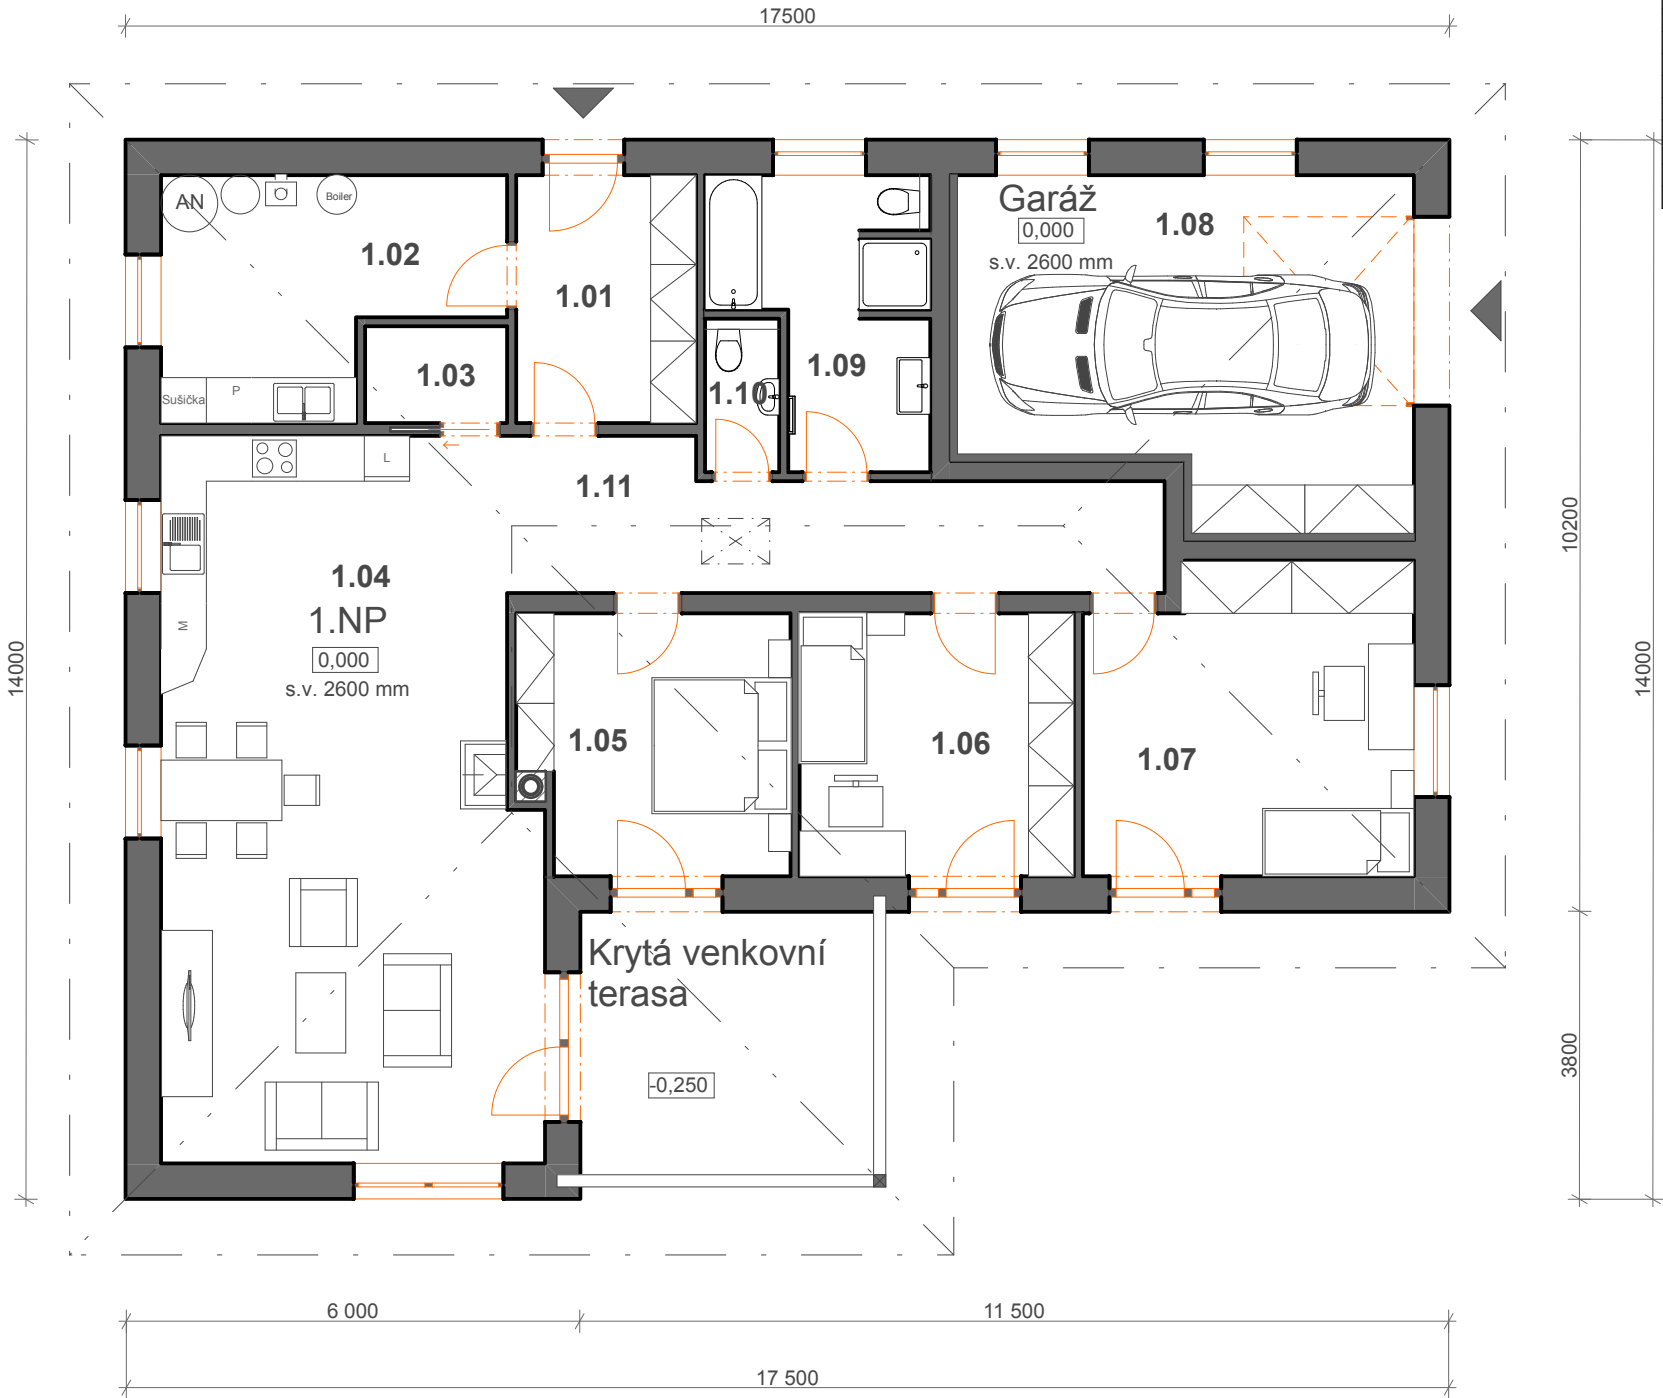 17500
Garáž
0,000
s.v. 2600 mm
1.08
AN
Boiler
1.02
1.01
1.03
1.09
1.10
Sušička
P
L
1.11
10200
14000
14000
1.04
1.NP
0,000
s.v. 2600 mm
M
1.05
1.06
1.07
Krytá venkovní
terasa
-0,250
3800
6 000
11 500
17 500